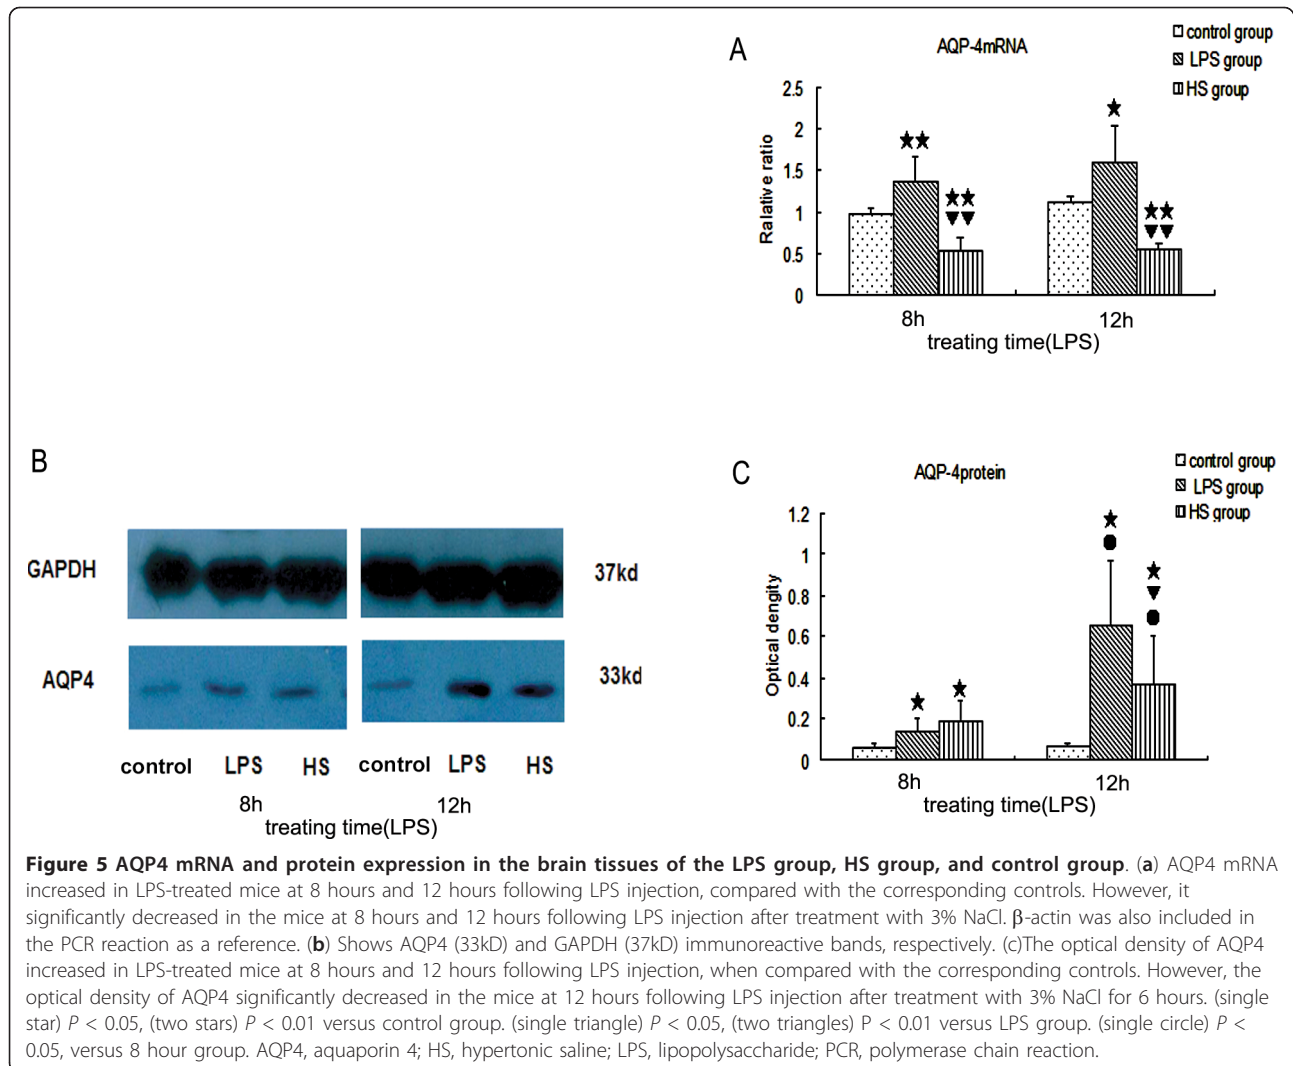 A
AQP-4mRNA
control group
LPS group
HS group
Ralative ratio
2.5
2
1.5
1
0.5
0
8h
12h
treating time(LPS)
B
GAPDH
37kd
AQP4
33kd
control
LPS
HS
control
LPS
HS
8h
12h
treating time(LPS)
C
AQP-4protein
control group
LPS group
HS group
Optical dengity
1.2
1
0.8
0.6
0.4
0.2
0
8h
12h
treating time(LPS)
Figure 5 AQP4 mRNA and protein expression in the brain tissues of the LPS group, HS group, and control group. (a) AQP4 mRNA
increased in LPS-treated mice at 8 hours and 12 hours following LPS injection, compared with the corresponding controls. However, it
significantly decreased in the mice at 8 hours and 12 hours following LPS injection after treatment with 3% NaCl. β-actin was also included in
the PCR reaction as a reference. (b) Shows AQP4 (33kD) and GAPDH (37kD) immunoreactive bands, respectively. (c)The optical density of AQP4
increased in LPS-treated mice at 8 hours and 12 hours following LPS injection, when compared with the corresponding controls. However, the
optical density of AQP4 significantly decreased in the mice at 12 hours following LPS injection after treatment with 3% NaCl for 6 hours. (single
star) P < 0.05, (two stars) P < 0.01 versus control group. (single triangle) P < 0.05, (two triangles) P < 0.01 versus LPS group. (single circle) P <
0.05, versus 8 hour group. AQP4, aquaporin 4; HS, hypertonic saline; LPS, lipopolysaccharide; PCR, polymerase chain reaction.